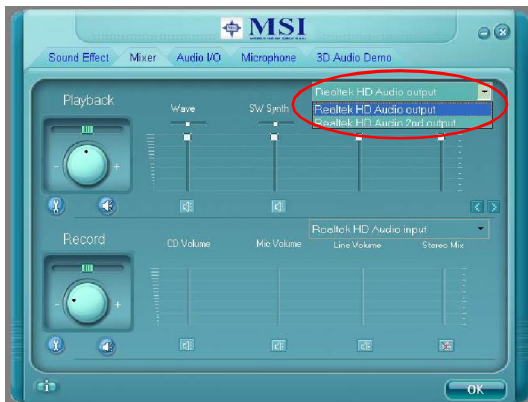 MSI
Sound Effect Mixer Audio I/O Microphone 3D Audio Demo
Realtek HD Audio output
Playback
Wave SW Synth
Realtek HD Audio output
Realtek HD Audio 2nd output
- +
Realtek HD Audio input
Record
CD Volume Mic Volume Line Volume Stereo Mix
- +
OK